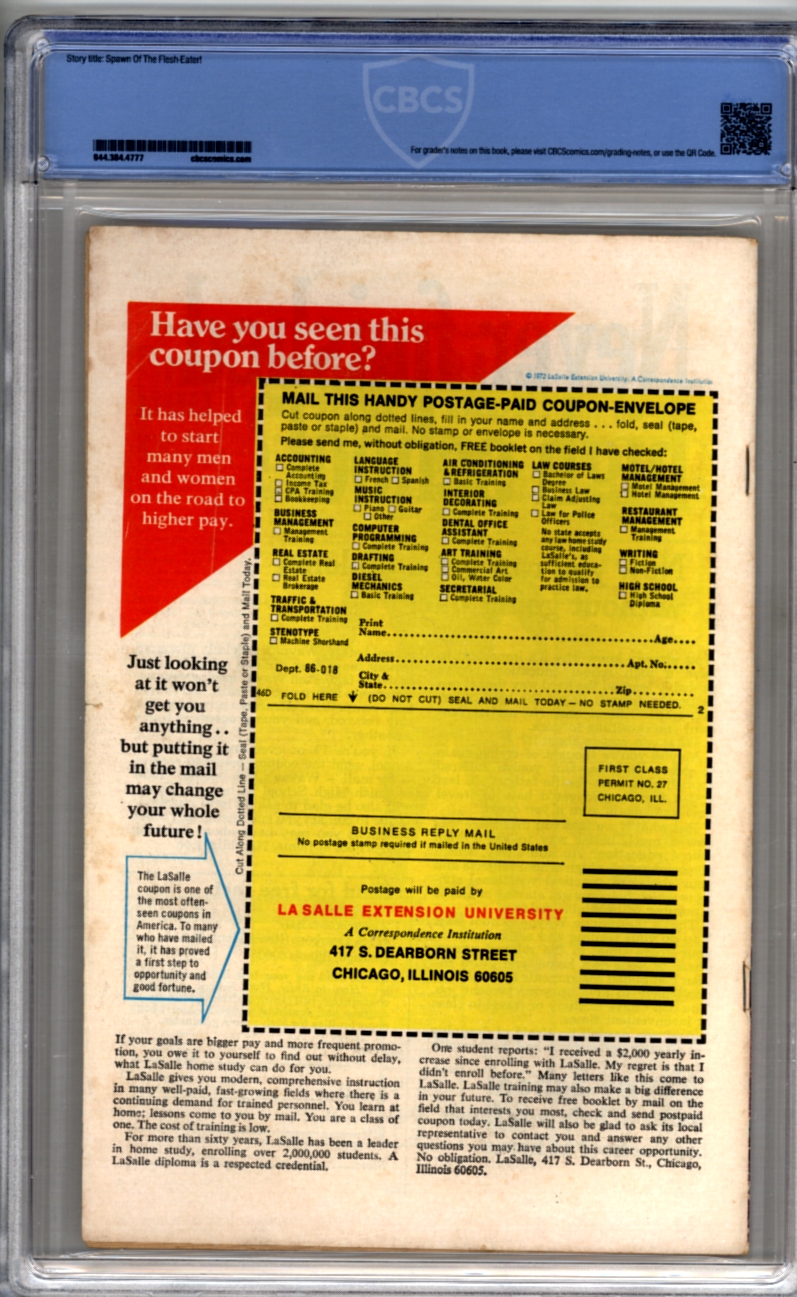 Story title: Spawn Of The Flesh-Eater!
CBCS
944.304.4777 cbcscomics.com
For grader's notes on this book, please visit CBCScomics.com/grading-notes, or use the QR Code.
Have you seen this
coupon before?
© 1972 LaSalle Extension University, A Correspondence Institution
It has helped
to start
many men
and women
on the road to
higher pay.
MAIL THIS HANDY POSTAGE-PAID COUPON-ENVELOPE
Cut coupon along dotted lines, fill in your name and address . . . fold, seal (tape,
paste or staple) and mail. No stamp or envelope is necessary.
Please send me, without obligation, FREE booklet on the field I have checked:
ACCOUNTING
Complete
Accounting
Income Tax
CPA Training
Bookkeeping
BUSINESS
MANAGEMENT
Management
Training
REAL ESTATE
Complete Real
Estate
Real Estate
Brokerage
TRAFFIC &
TRANSPORTATION
Complete Training
STENOTYPE
Machine Shorthand
LANGUAGE
INSTRUCTION
French Spanish
MUSIC
INSTRUCTION
Piano Guitar
Other
COMPUTER
PROGRAMMING
Complete Training
DRAFTING
Complete Training
DIESEL
MECHANICS
Basic Training
AIR CONDITIONING
& REFRIGERATION
Basic Training
INTERIOR
DECORATING
Complete Training
DENTAL OFFICE
ASSISTANT
Complete Training
ART TRAINING
Complete Training
Commercial Art
Oil, Water Color
SECRETARIAL
Complete Training
LAW COURSES
Bachelor of Laws
Degree
Business Law
Claim Adjusting
Law
Law for Police
Officers
No state accepts
any law home study
course, including
LaSalle's, as
sufficient educa-
tion to qualify
for admission to
practice law.
MOTEL/HOTEL
MANAGEMENT
Motel Management
Hotel Management
RESTAURANT
MANAGEMENT
Management
Training
WRITING
Fiction
Non-Fiction
HIGH SCHOOL
High School
Diploma
Print
Name Age
Address Apt. No.
Dept. 86-018
City &
State Zip
46D FOLD HERE (DO NOT CUT) SEAL AND MAIL TODAY — NO STAMP NEEDED. 2
Cut Along Dotted Line — Seal (Tape, Paste or Staple) and Mail Today.
Just looking
at it won't
get you
anything . .
but putting it
in the mail
may change
your whole
future!
The LaSalle
coupon is one of
the most often-
seen coupons in
America. To many
who have mailed
it, it has proved
a first step to
opportunity and
good fortune.
FIRST CLASS
PERMIT NO. 27
CHICAGO, ILL.
BUSINESS REPLY MAIL
No postage stamp required if mailed in the United States
Postage will be paid by
LA SALLE EXTENSION UNIVERSITY
A Correspondence Institution
417 S. DEARBORN STREET
CHICAGO, ILLINOIS 60605
If your goals are bigger pay and more frequent promo-
tion, you owe it to yourself to find out without delay,
what LaSalle home study can do for you.
LaSalle gives you modern, comprehensive instruction
in many well-paid, fast-growing fields where there is a
continuing demand for trained personnel. You learn at
home; lessons come to you by mail. You are a class of
one. The cost of training is low.
For more than sixty years, LaSalle has been a leader
in home study, enrolling over 2,000,000 students. A
LaSalle diploma is a respected credential.
One student reports: "I received a $2,000 yearly in-
crease since enrolling with LaSalle. My regret is that I
didn't enroll before." Many letters like this come to
LaSalle. LaSalle training may also make a big difference
in your future. To receive free booklet by mail on the
field that interests you most, check and send postpaid
coupon today. LaSalle will also be glad to ask its local
representative to contact you and answer any other
questions you may have about this career opportunity.
No obligation. LaSalle, 417 S. Dearborn St., Chicago,
Illinois 60605.